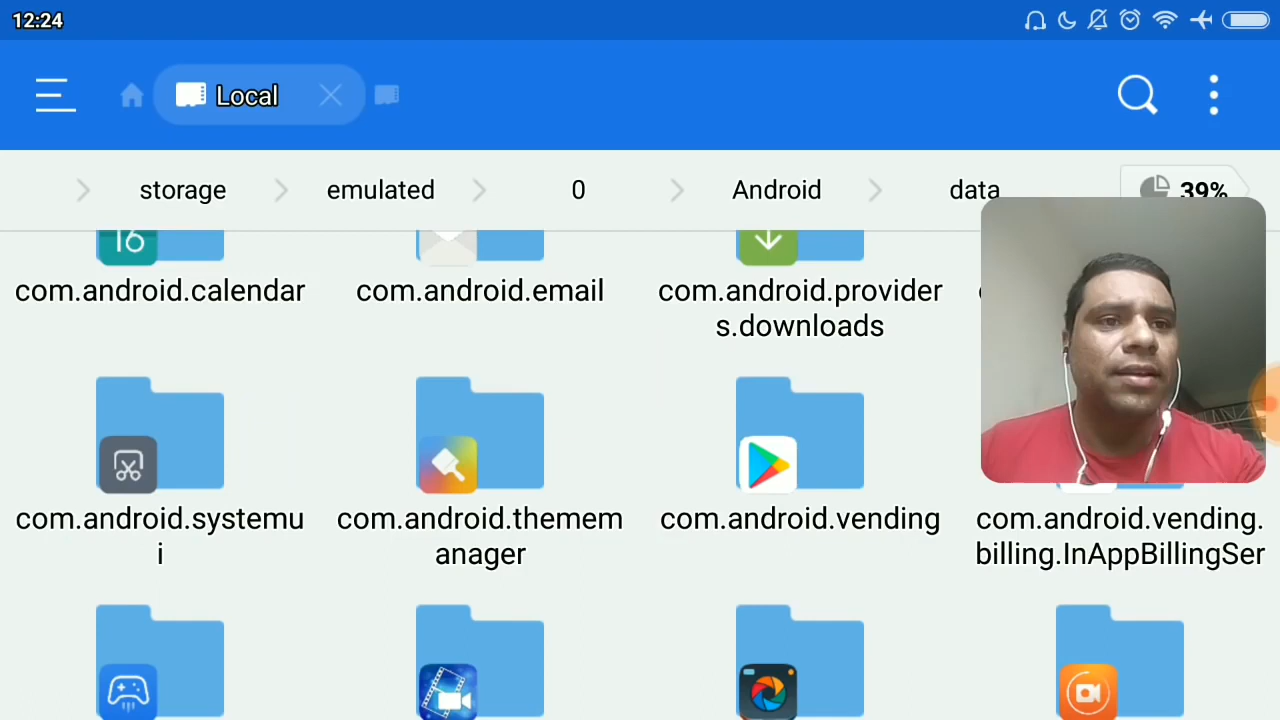 12:24
Local
storage
emulated
0
Android
data
39%
16
com.android.calendar
com.android.email
com.android.provider
s.downloads
com.android.systemu
i
com.android.themem
anager
com.android.vending
com.android.vending.
billing.InAppBillingSer